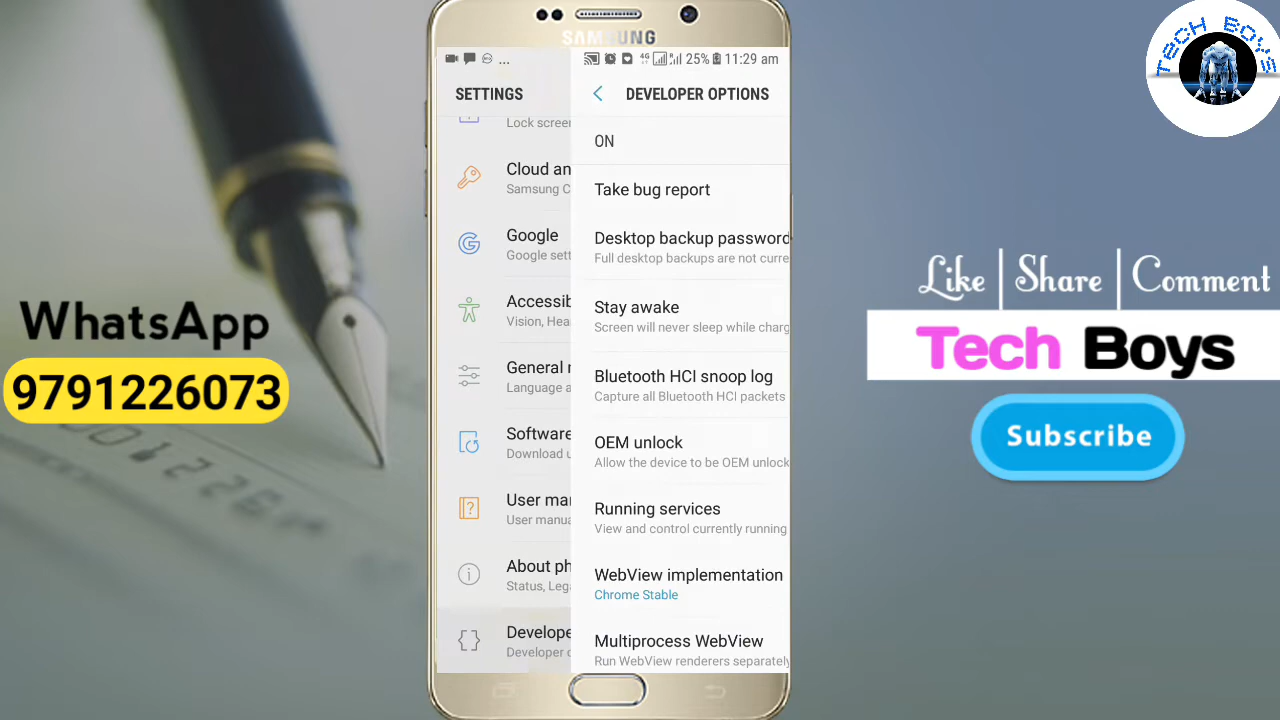 TECH BOYS
SAMSUNG
... 4G 25% 11:29 am
SETTINGS
Lock screen
Cloud an
Samsung C
Google
Google sett
Accessib
Vision, Hear
General
Language a
Software
Download u
User ma
User manua
About ph
Status, Lega
Develope
Developer o
DEVELOPER OPTIONS
ON
Take bug report
Desktop backup password
Full desktop backups are not curre
Stay awake
Screen will never sleep while charg
Bluetooth HCI snoop log
Capture all Bluetooth HCI packets
OEM unlock
Allow the device to be OEM unlock
Running services
View and control currently running
WebView implementation
Chrome Stable
Multiprocess WebView
Run WebView renderers separately
WhatsApp
9791226073
Like | Share | Comment
Tech Boys
Subscribe